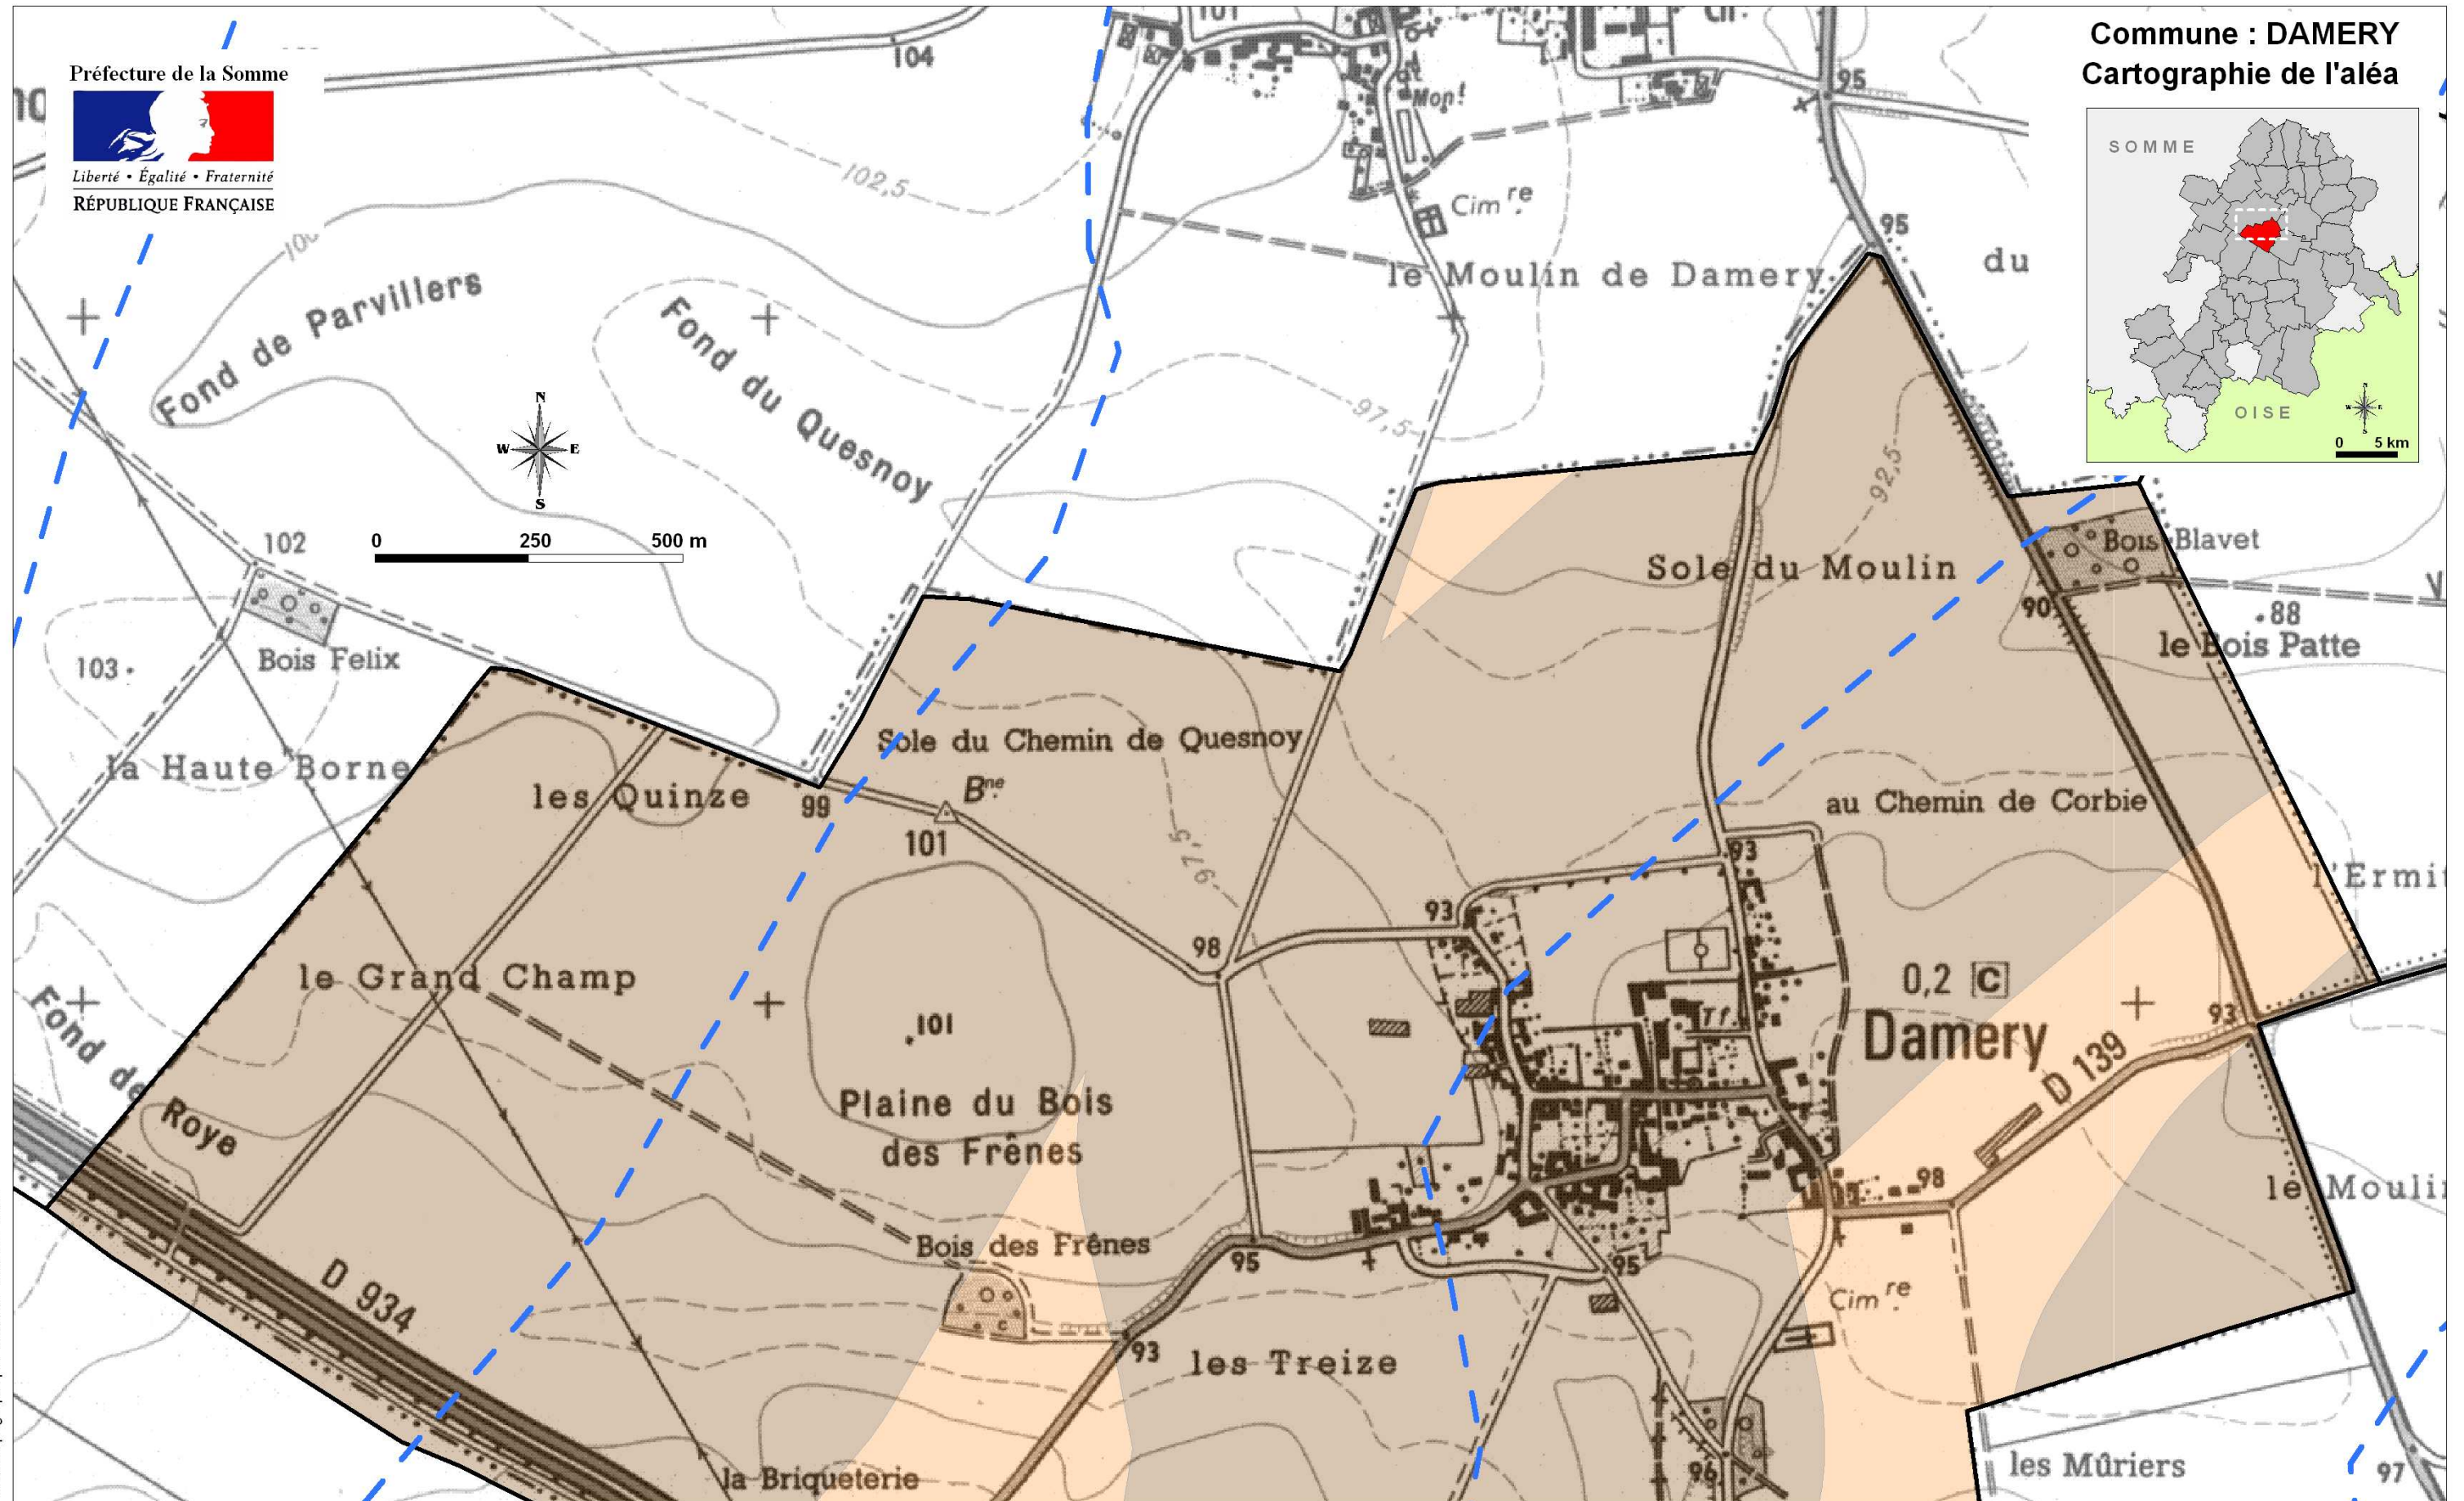 Commune : DAMERY
Cartographie de l'aléa
Préfecture de la Somme
Liberté • Égalité • Fraternité
RÉPUBLIQUE FRANÇAISE
SOMME
OISE
N
W E
S
0 5 km
104
95
Mon!
102,5
Cim re
95
le Moulin de Damery
du
Fond de Parvillers
Fond du Quesnoy
N
W E
S
97,5
92,5
0 250 500 m
102
Bois Blavet
Sole du Moulin
90
88
le Bois Patte
103
Bois Felix
la Haute Borne
Sole du Chemin de Quesnoy
les Quinze
99
Bne
101
au Chemin de Corbie
97,5
93
93
98
le Grand Champ
0,2 C
Damery
101
Tf.
93
D 139
Fond de Roye
Plaine du Bois
des Frênes
98
le Moulin
Bois des Frênes
95
95
Cim re
D 934
93
les Treize
la Briqueterie
96
les Mûriers
97